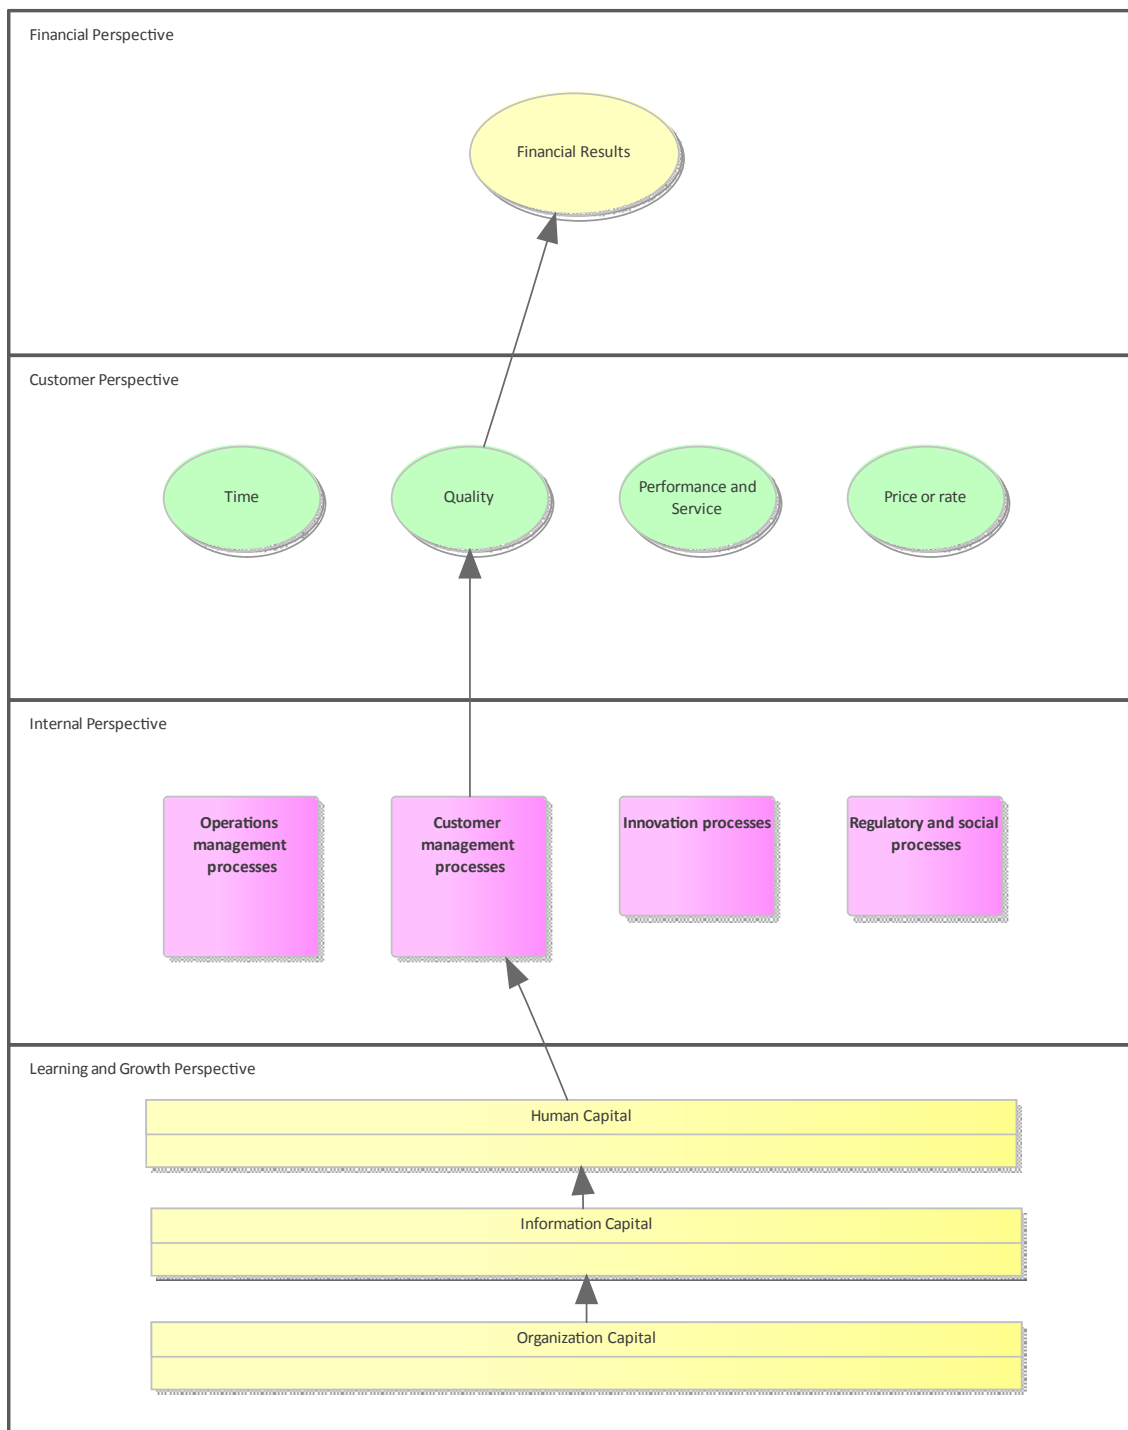 Financial Perspective
Financial Results
Customer Perspective
Time
Quality
Performance and
Service
Price or rate
Internal Perspective
Operations
management
processes
Customer
management
processes
Innovation processes
Regulatory and social
processes
Learning and Growth Perspective
Human Capital
Information Capital
Organization Capital